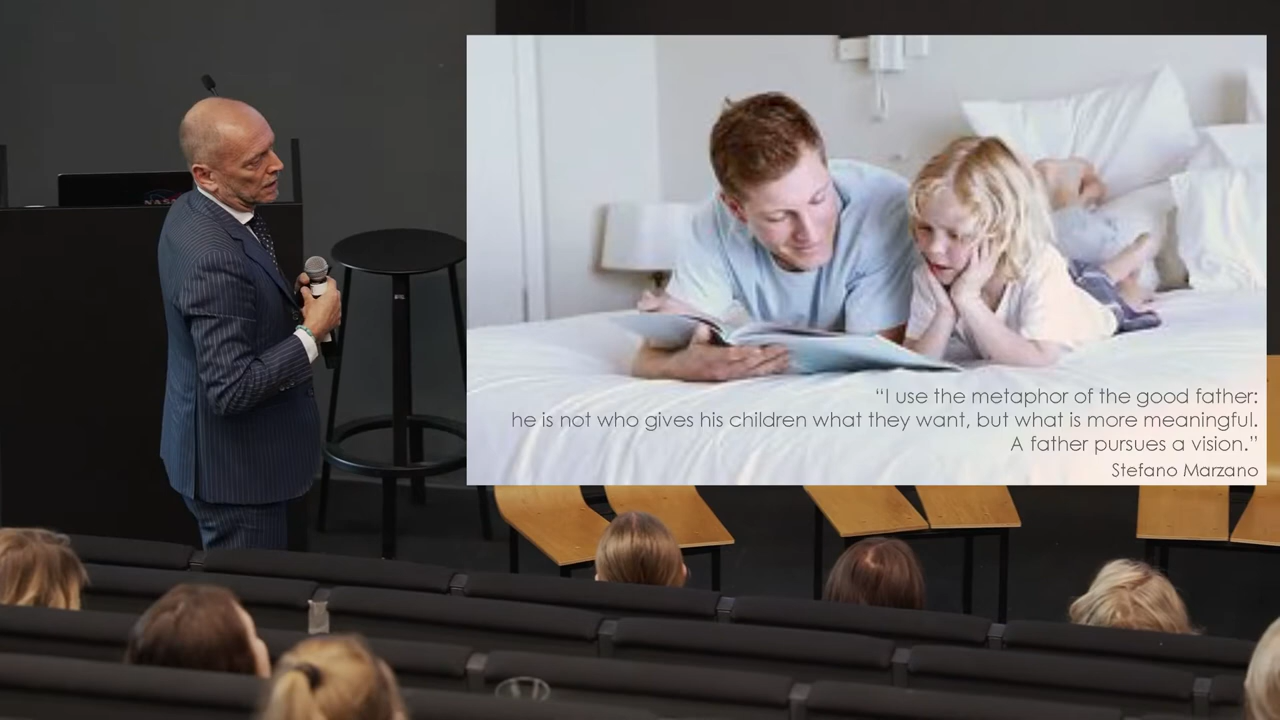 NASA
“I use the metaphor of the good father:
he is not who gives his children what they want, but what is more meaningful.
A father pursues a vision.”
Stefano Marzano